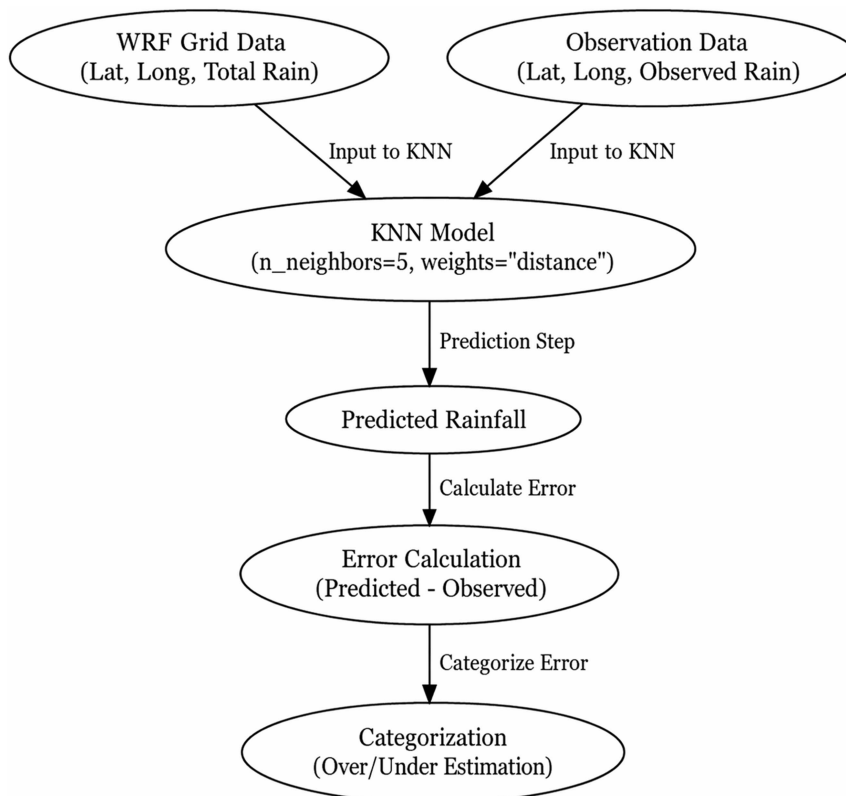 WRF Grid Data
(Lat, Long, Total Rain)
Observation Data
(Lat, Long, Observed Rain)
Input to KNN
Input to KNN
KNN Model
(n_neighbors=5, weights="distance")
Prediction Step
Predicted Rainfall
Calculate Error
Error Calculation
(Predicted - Observed)
Categorize Error
Categorization
(Over/Under Estimation)